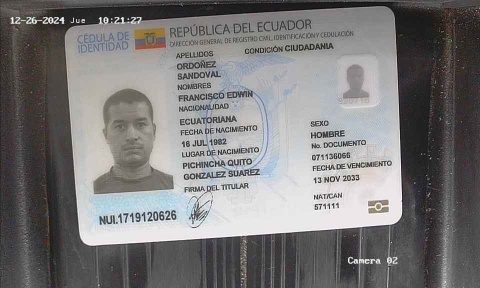 12-26-2024 Jue 10:21:27
CÉDULA DE
IDENTIDAD
REPÚBLICA DEL ECUADOR
DIRECCIÓN GENERAL DE REGISTRO CIVIL, IDENTIFICACIÓN Y CEDULACIÓN
APELLIDOS
CONDICIÓN CIUDADANÍA
ORDOÑEZ
SANDOVAL
NOMBRES
FRANCISCO EDWIN
NACIONALIDAD
ECUATORIANA
FECHA DE NACIMIENTO
16 JUL 1982
LUGAR DE NACIMIENTO
PICHINCHA QUITO
GONZALEZ SUAREZ
FIRMA DEL TITULAR
SEXO
HOMBRE
No. DOCUMENTO
071136066
FECHA DE VENCIMIENTO
13 NOV 2033
NAT/CAN
571111
NUI.1719120626
Camera 02